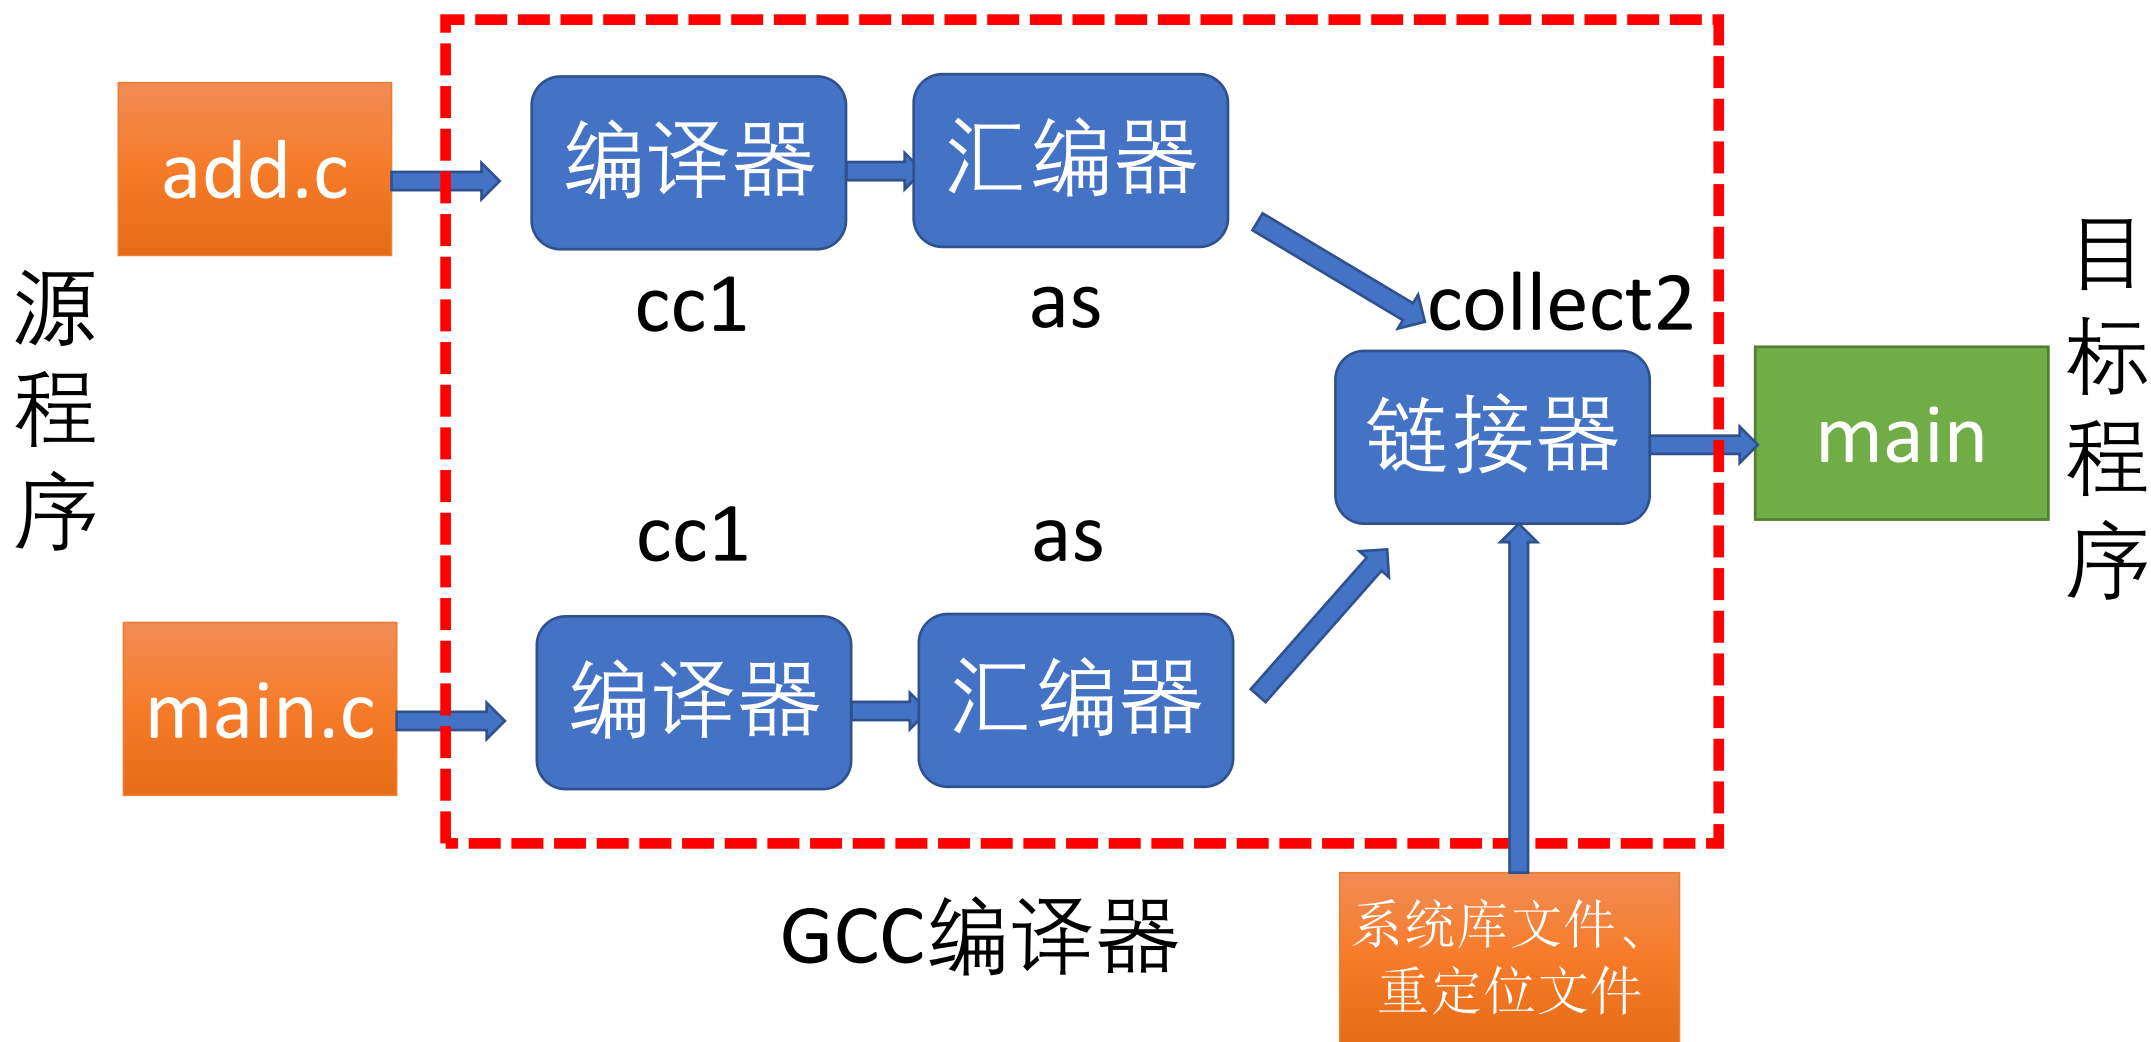 源程序
add.c
编译器
汇编器
cc1
as
collect2
链接器
main
目标程序
cc1
as
main.c
编译器
汇编器
GCC编译器
系统库文件、
重定位文件